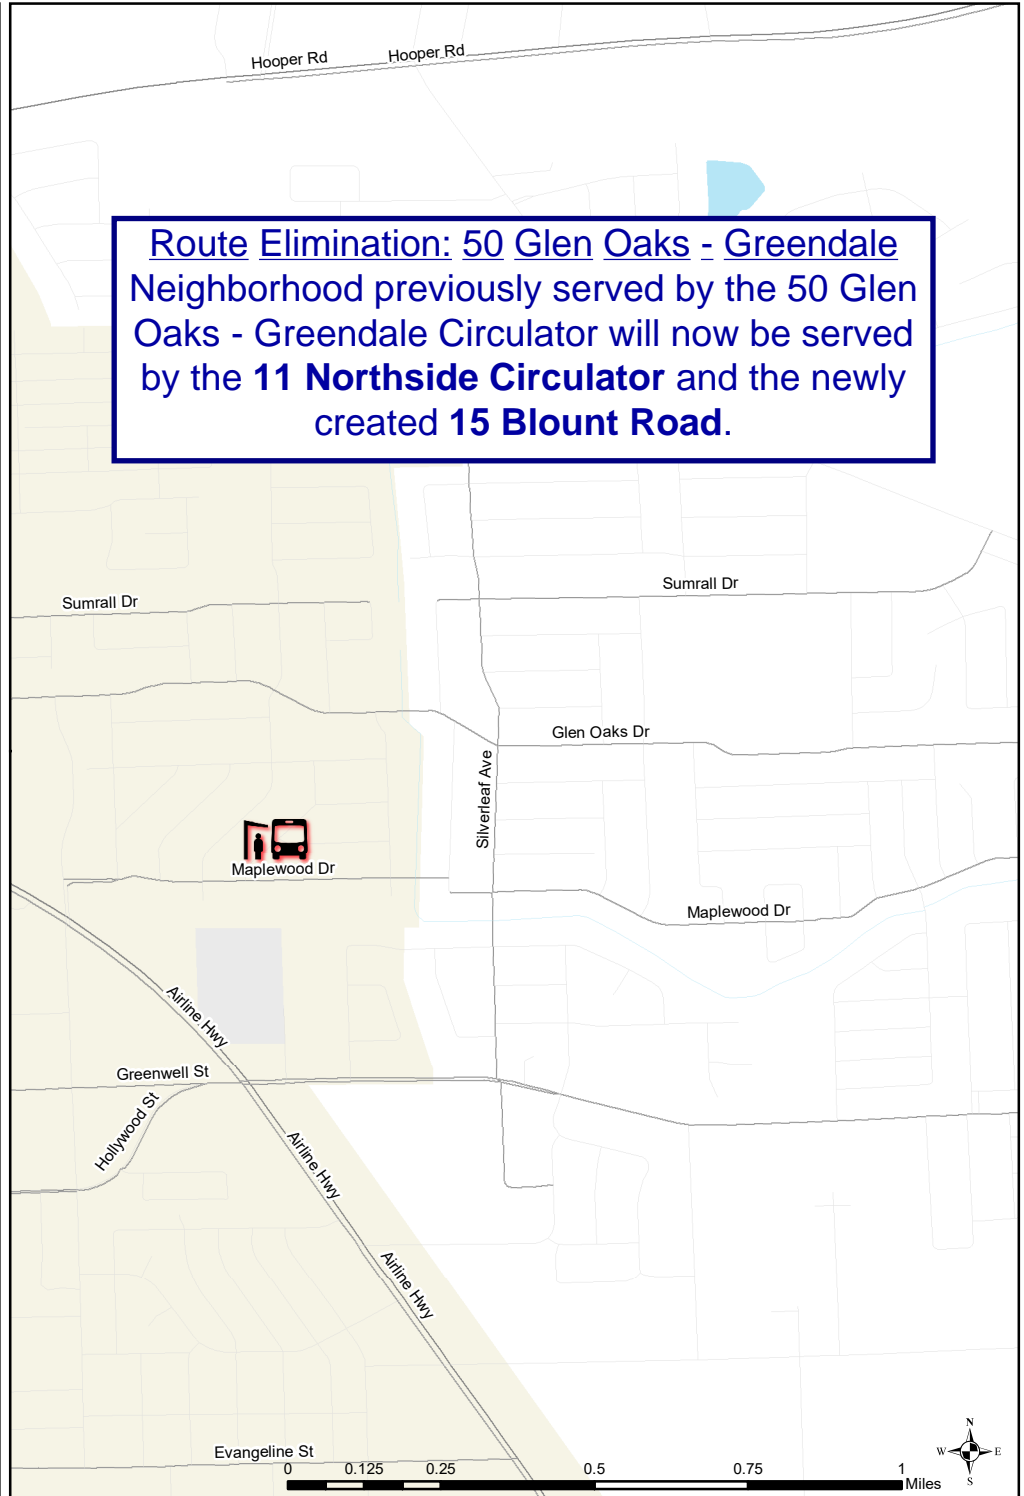 Hooper Rd
Hooper Rd
Route Elimination: 50 Glen Oaks - Greendale
Neighborhood previously served by the 50 Glen
Oaks - Greendale Circulator will now be served
by the 11 Northside Circulator and the newly
created 15 Blount Road.
Sumrall Dr
Sumrall Dr
Glen Oaks Dr
Silverleaf Ave
Maplewood Dr
Maplewood Dr
Airline Hwy
Greenwell St
Hollywood St
Airline Hwy
Airline Hwy
Evangeline St
N
W E
S
0 0.125 0.25 0.5 0.75 1
Miles